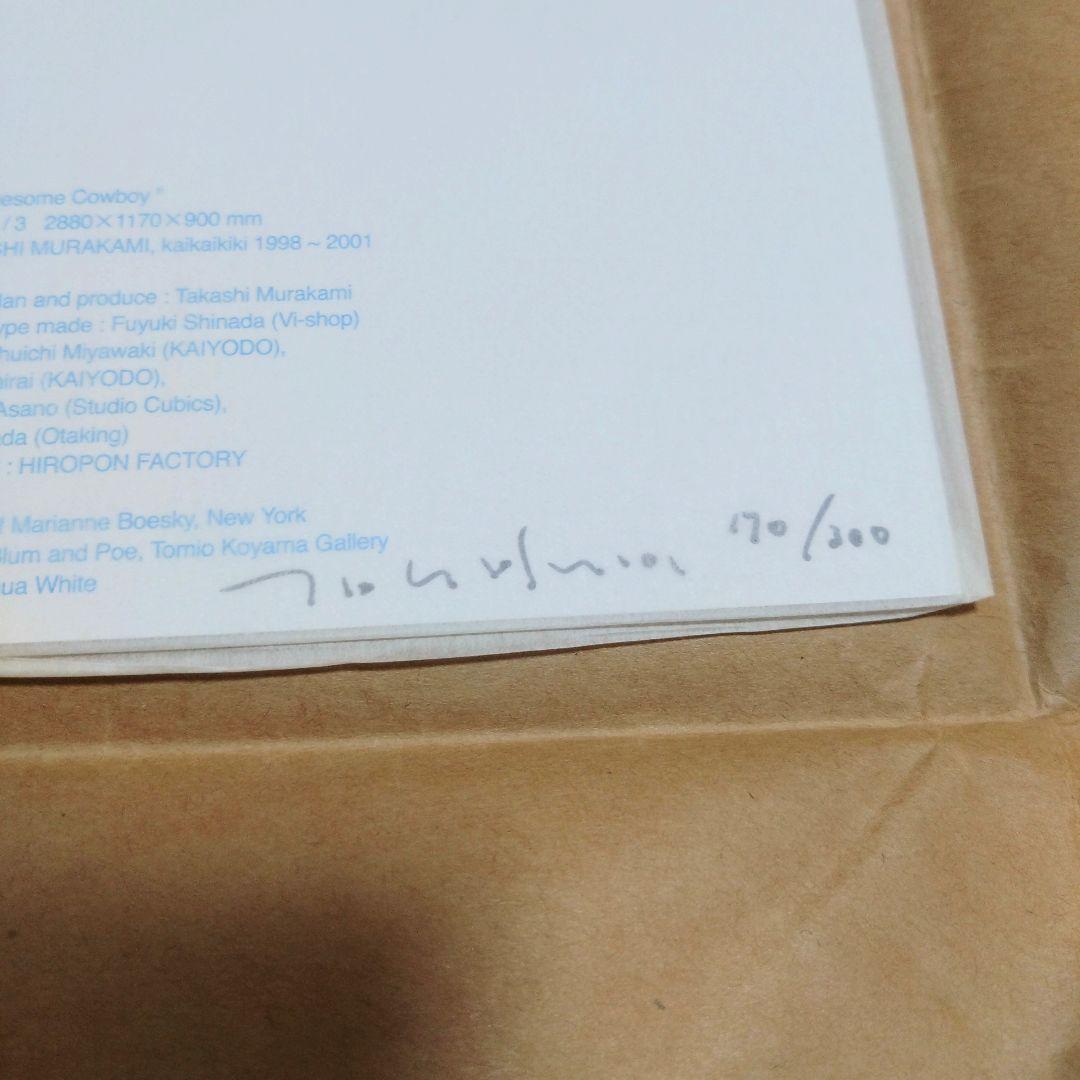 esome Cowboy®
/3 2880×1170×900 mm
SHI MURAKAMI, kaikaikiki 1998 ~ 2001
lan and produce : Takashi Murakami
ype made : Fuyuki Shinada (Vi-shop)
huichi Miyawaki (KAIYODO),
irai (KAIYODO),
Asano (Studio Cubics),
da (Otaking)
: HIROPON FACTORY
Marianne Boesky, New York
Blum and Poe, Tomio Koyama Gallery
ua White
170/300